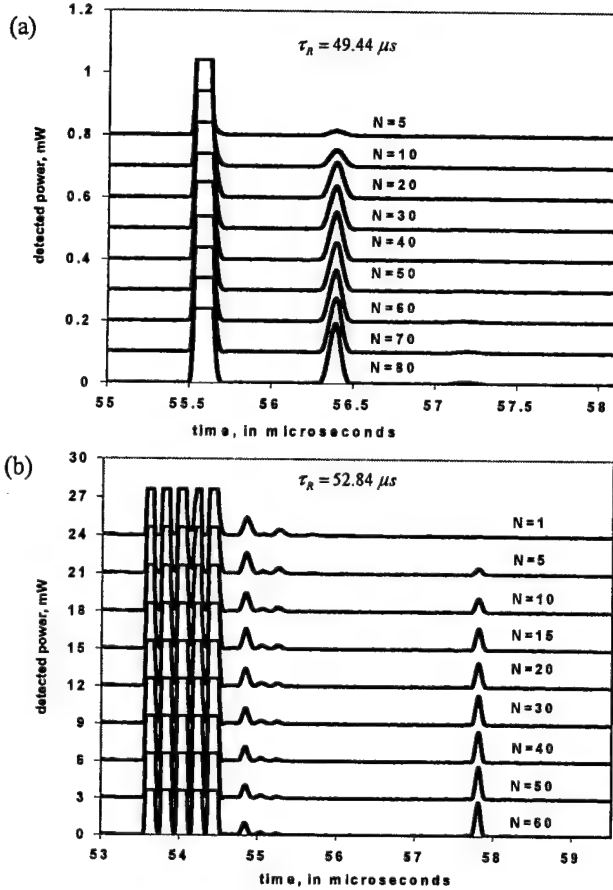 (a)
τ_R = 49.44 μs
detected power, mW
1.2
1
0.8
0.6
0.4
0.2
0
N=5
N=10
N=20
N=30
N=40
N=50
N=60
N=70
N=80
55
55.5
56
56.5
57
57.5
58
time, in microseconds
(b)
τ_R = 52.84 μs
detected power, mW
30
27
24
21
18
15
12
9
6
3
0
N=1
N=5
N=10
N=15
N=20
N=30
N=40
N=50
N=60
53
54
55
56
57
58
59
time, in microseconds